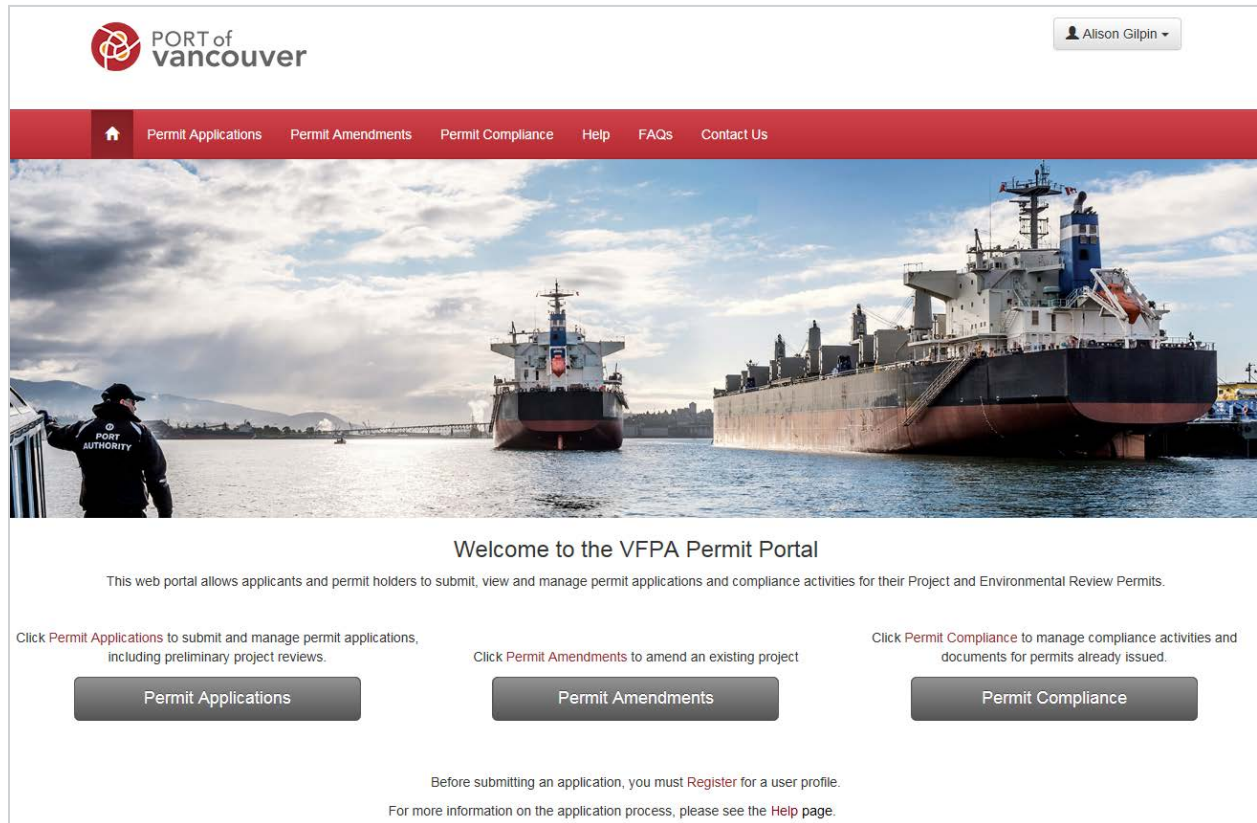 PORT of
vancouver
Alison Gilpin
Permit Applications Permit Amendments Permit Compliance Help FAQs Contact Us
PORT
AUTHORITY
Welcome to the VFPA Permit Portal
This web portal allows applicants and permit holders to submit, view and manage permit applications and compliance activities for their Project and Environmental Review Permits.
Click Permit Applications to submit and manage permit applications,
including preliminary project reviews.
Permit Applications
Click Permit Amendments to amend an existing project
Permit Amendments
Click Permit Compliance to manage compliance activities and
documents for permits already issued.
Permit Compliance
Before submitting an application, you must Register for a user profile.
For more information on the application process, please see the Help page.